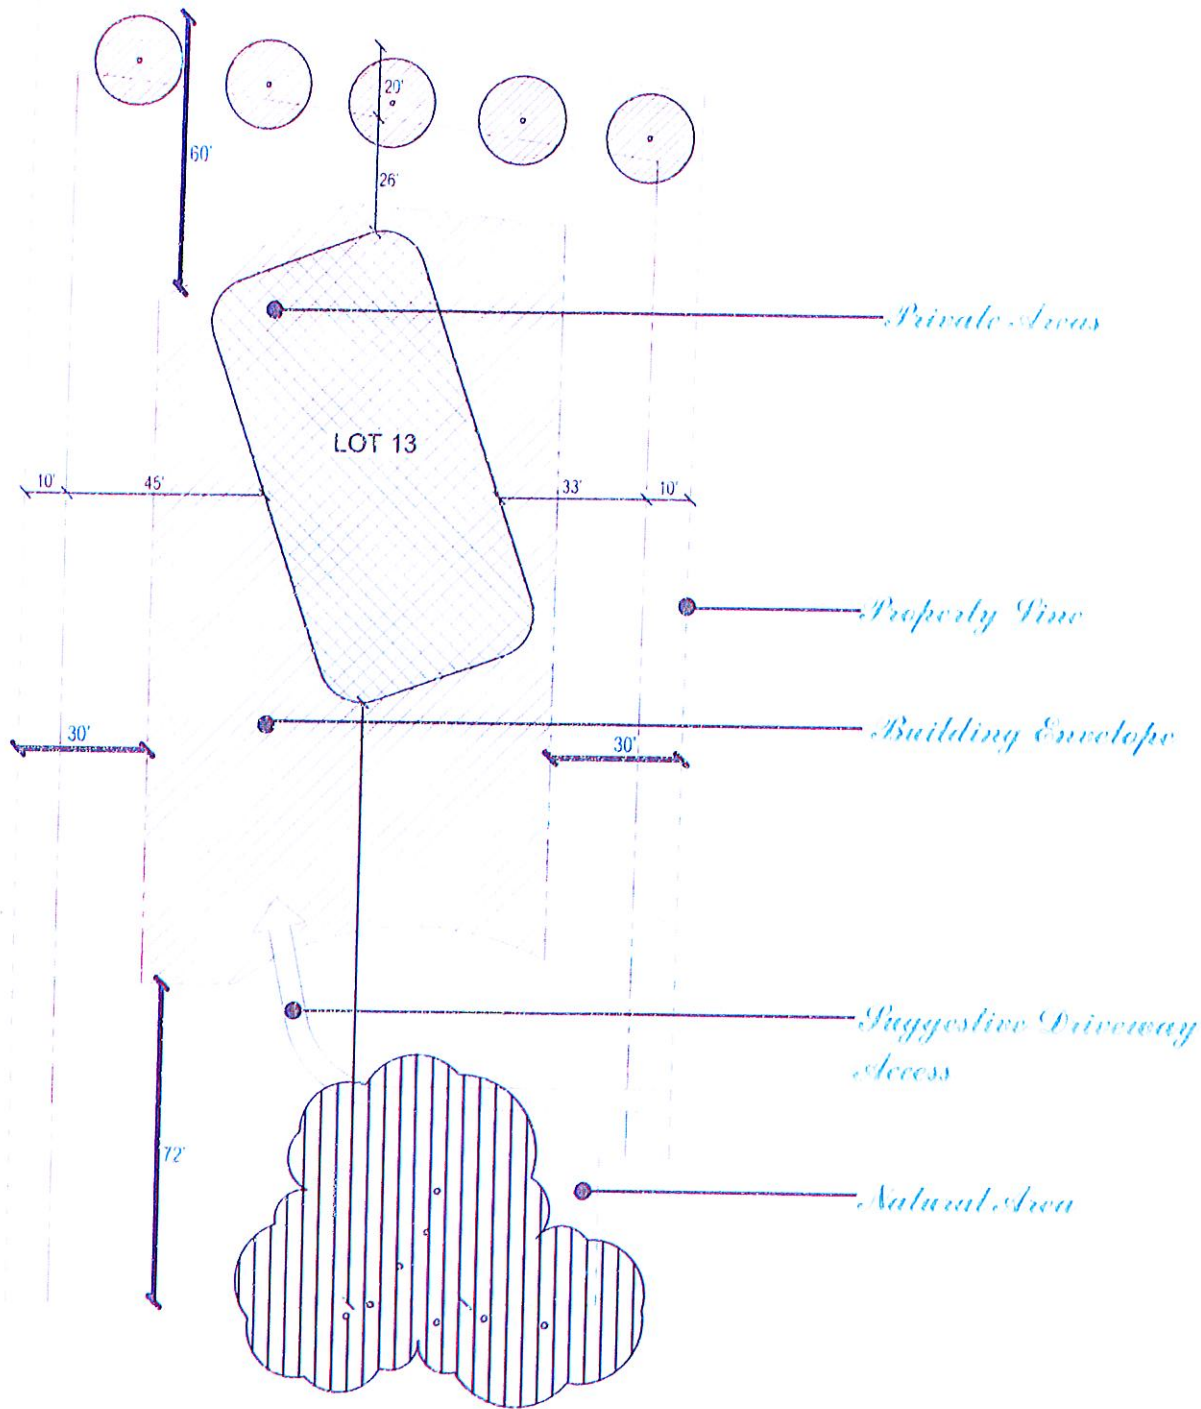 20'
60'
26'
Private Areas
LOT 13
10'
45'
33'
10'
Property Line
Building Envelope
30'
30'
Suggestive Driveway
Access
72'
Natural Area